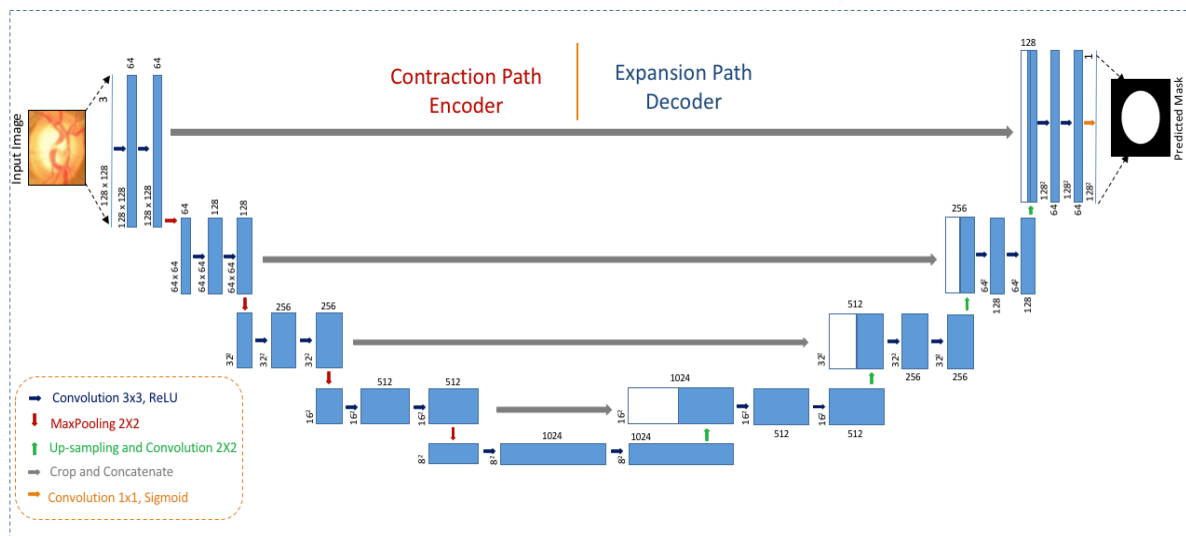 Contraction Path
Encoder
Expansion Path
Decoder
Input Image
3
128 x 128
64
128 x 128
64
128 x 128
64
64 x 64
128
64 x 64
128
64 x 64
32²
256
32²
256
32²
16²
512
16²
512
16²
8²
1024
8²
1024
8²
1024
16²
16²
512
16²
512
512
32²
32²
256
32²
256
256
64²
128
64²
128
128
128²
64
128²
64
1
128²
Predicted Mask
Convolution 3x3, ReLU
MaxPooling 2X2
Up-sampling and Convolution 2X2
Crop and Concatenate
Convolution 1x1, Sigmoid